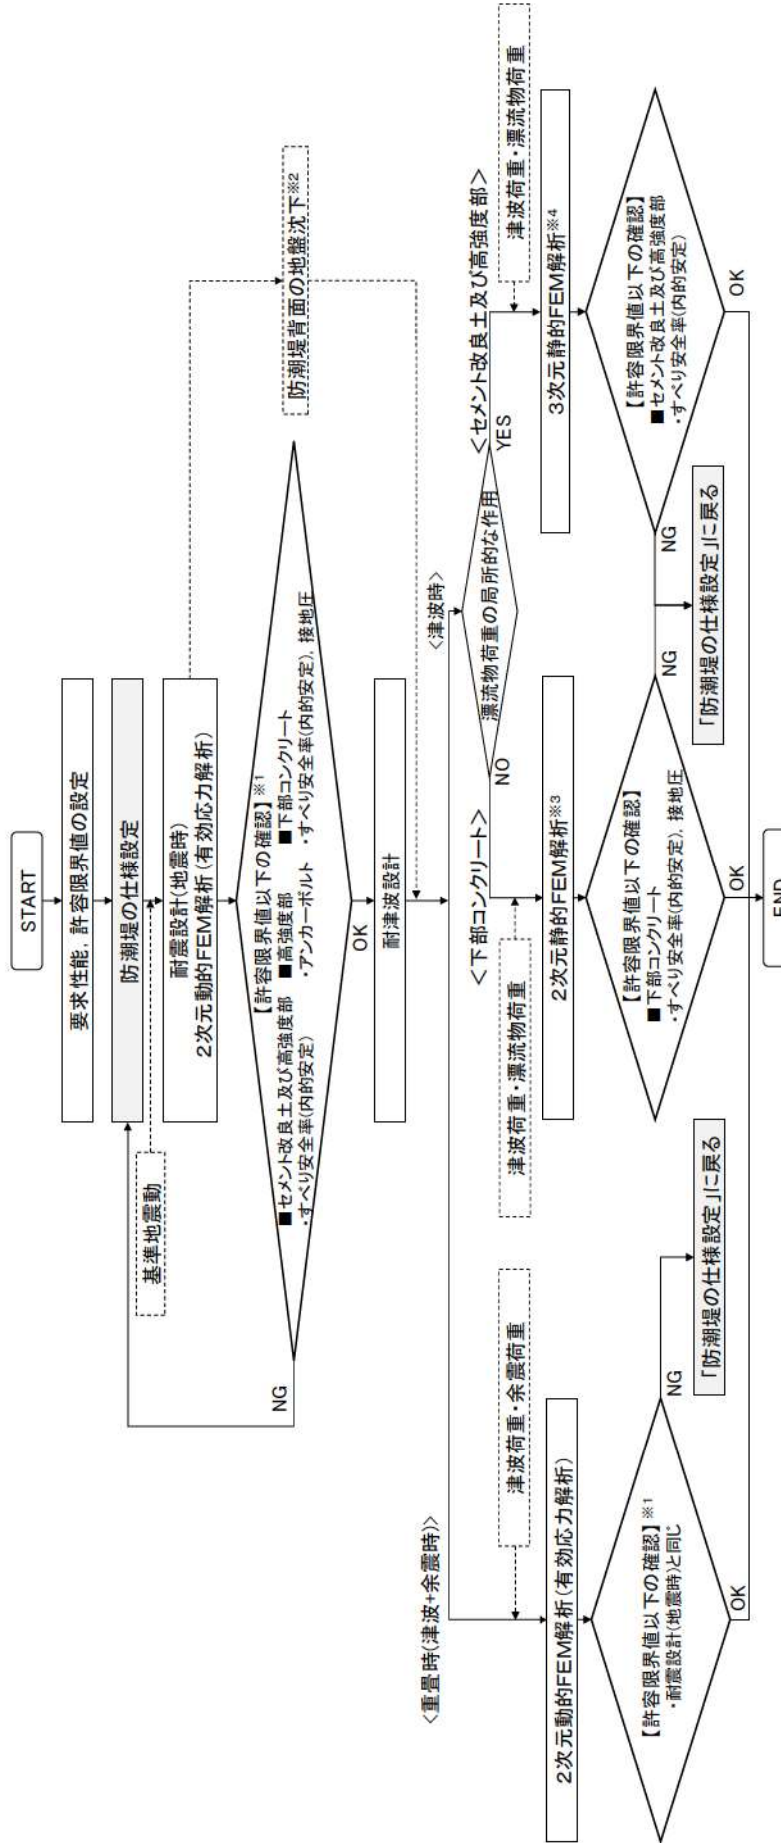 START
要求性能，許容限界値の設定
防潮堤の仕様設定
基準地震動
耐震設計(地震時)
2次元動的FEM解析(有効応力解析)
防潮堤背面の地盤沈下※2
【許容限界値以下の確認】※1
■セメント改良土及び高強度部 ■高強度部 ■下部コンクリート
・すべり安全率(内的安定) ・アンカーボルト ・すべり安全率(内的安定)，接地圧
NG
OK
耐津波設計
<重畳時(津波+余震時)>
<津波時>
漂流物荷重の局所的な作用
NO
YES
<下部コンクリート>
<セメント改良土及び高強度部>
津波荷重・余震荷重
津波荷重・漂流物荷重
津波荷重・漂流物荷重
2次元動的FEM解析(有効応力解析)
2次元静的FEM解析※3
3次元静的FEM解析※4
【許容限界値以下の確認】※1
・耐震設計(地震時)と同じ
NG
「防潮堤の仕様設定」に戻る
OK
【許容限界値以下の確認】
■下部コンクリート
・すべり安全率(内的安定)，接地圧
NG
OK
【許容限界値以下の確認】
■セメント改良土及び高強度部
・すべり安全率(内的安定)
NG
「防潮堤の仕様設定」に戻る
OK
END